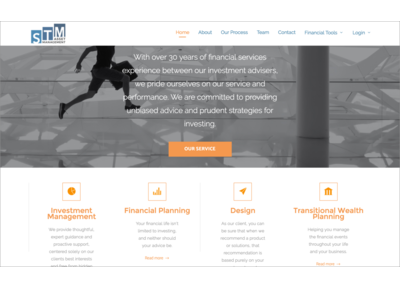 STM
ASSET
MANAGEMENT
Home About Our Process Team Contact Financial Tools Login
With over 30 years of financial services
experience between our investment advisers,
we pride ourselves on our service and
performance. We are committed to providing
unbiased advice and prudent strategies for
investing.
OUR SERVICE
Investment
Management
We provide thoughtful
expert guidance and
proactive support,
centered solely on our
clients best interests
and free from hidden
Financial Planning
Your financial life isn't
limited to investing,
and neither should
your advice be.
Read more →
Design
As our client, you can
be sure that when we
recommend a product
or solutions, that
recommendation is
based purely on your
Transitional Wealth
Planning
Helping you manage
the financial events
throughout your life
and your business.
Read more →